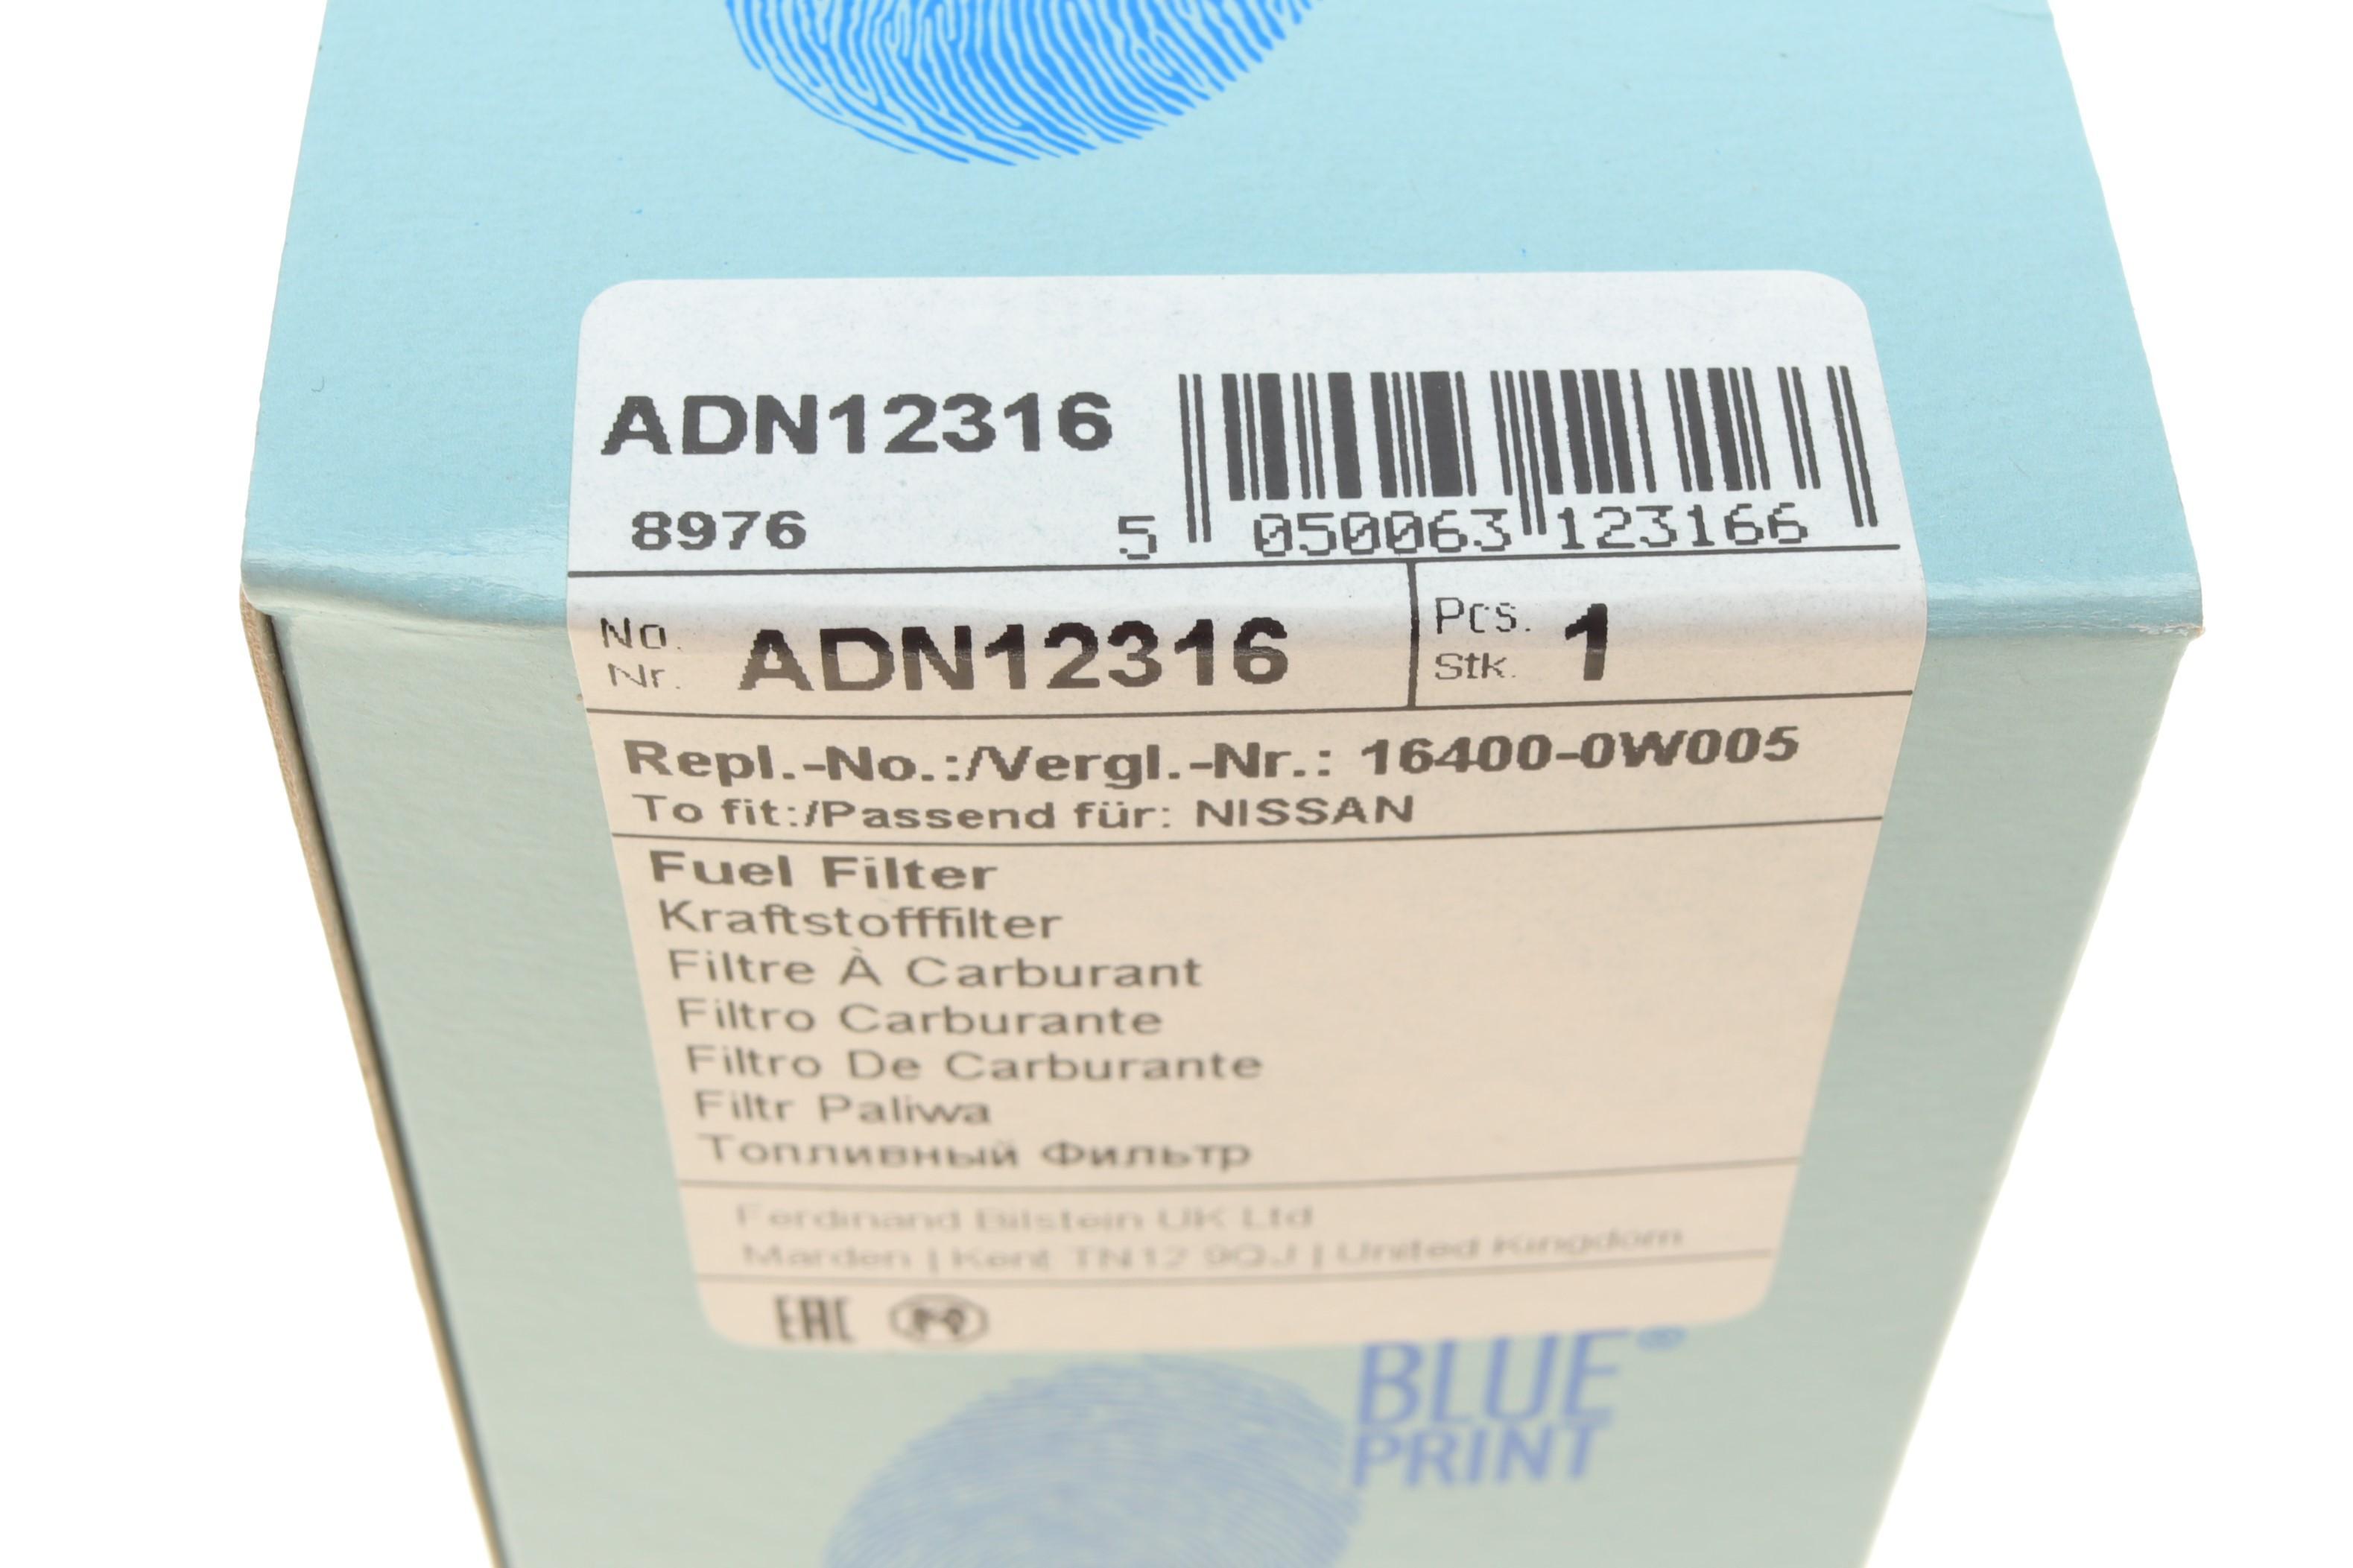 ADN12316
8976
5 050063 123166
No. Nr. ADN12316
Pcs. Stk. 1
Repl.-No.:/Vergl.-Nr.: 16400-0W005
To fit:/Passend für: NISSAN
Fuel Filter
Kraftstofffilter
Filtre À Carburant
Filtro Carburante
Filtro De Carburante
Filtr Paliwa
Топливный Фильтр
Ferdinand Bilstein UK Ltd
Marden | Kent TN12 9QJ | United Kingdom
EAC
BLUE®
PRINT